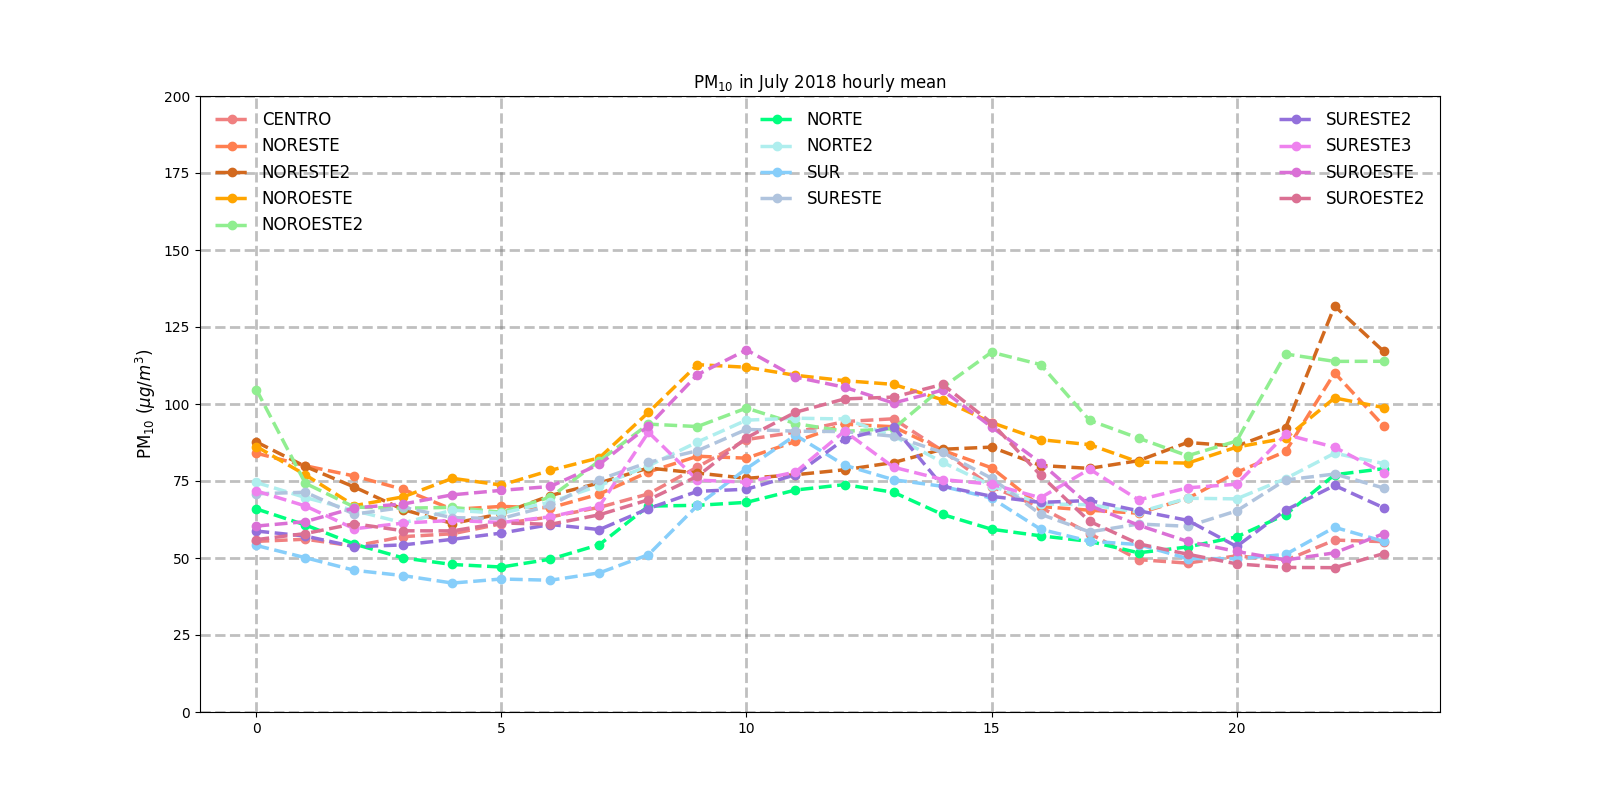 PM10 in July 2018 hourly mean
PM10 (μg/m3)
200
175
150
125
100
75
50
25
0
0 5 10 15 20
CENTRO
NORESTE
NORESTE2
NOROESTE
NOROESTE2
NORTE
NORTE2
SUR
SURESTE
SURESTE2
SURESTE3
SUROESTE
SUROESTE2